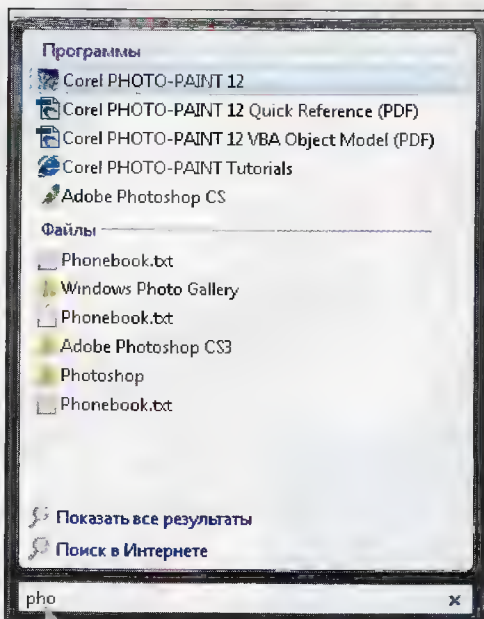 Программы
Corel PHOTO-PAINT 12
Corel PHOTO-PAINT 12 Quick Reference (PDF)
Corel PHOTO-PAINT 12 VBA Object Model (PDF)
Corel PHOTO-PAINT Tutorials
Adobe Photoshop CS
Файлы
Phonebook.txt
Windows Photo Gallery
Phonebook.txt
Adobe Photoshop CS3
Photoshop
Phonebook.txt
Показать все результаты
Поиск в Интернете
pho